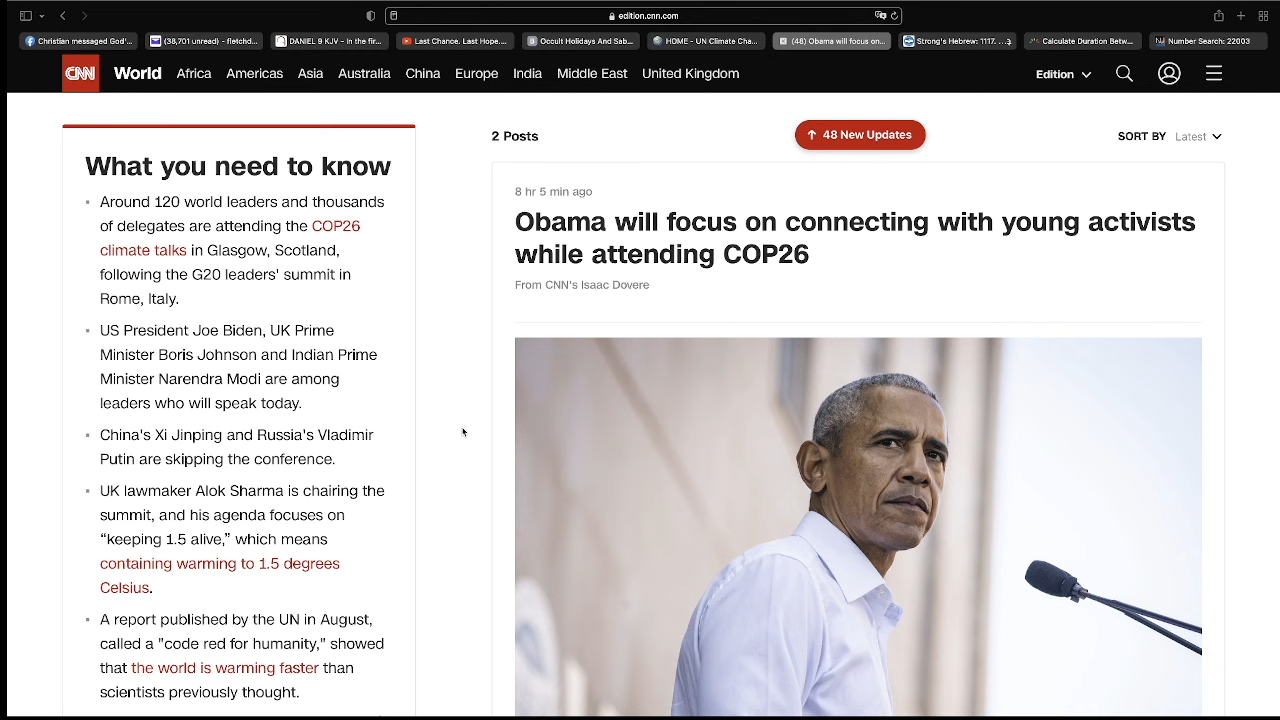 edition.cnn.com
Christian messaged God'...
(38,701 unread) - fletchd...
DANIEL 9 KJV - In the fir...
Last Chance. Last Hope....
Occult Holidays And Sab...
HOME - UN Climate Cha...
(48) Obama will focus on...
Strong's Hebrew: 1117. ...
Calculate Duration Betw...
Number Search: 22003
CNN World Africa Americas Asia Australia China Europe India Middle East United Kingdom
Edition
What you need to know
Around 120 world leaders and thousands
of delegates are attending the COP26
climate talks in Glasgow, Scotland,
following the G20 leaders' summit in
Rome, Italy.
US President Joe Biden, UK Prime
Minister Boris Johnson and Indian Prime
Minister Narendra Modi are among
leaders who will speak today.
China's Xi Jinping and Russia's Vladimir
Putin are skipping the conference.
UK lawmaker Alok Sharma is chairing the
summit, and his agenda focuses on
“keeping 1.5 alive,” which means
containing warming to 1.5 degrees
Celsius.
A report published by the UN in August,
called a "code red for humanity," showed
that the world is warming faster than
scientists previously thought.
2 Posts
48 New Updates
SORT BY Latest
8 hr 5 min ago
Obama will focus on connecting with young activists
while attending COP26
From CNN's Isaac Dovere